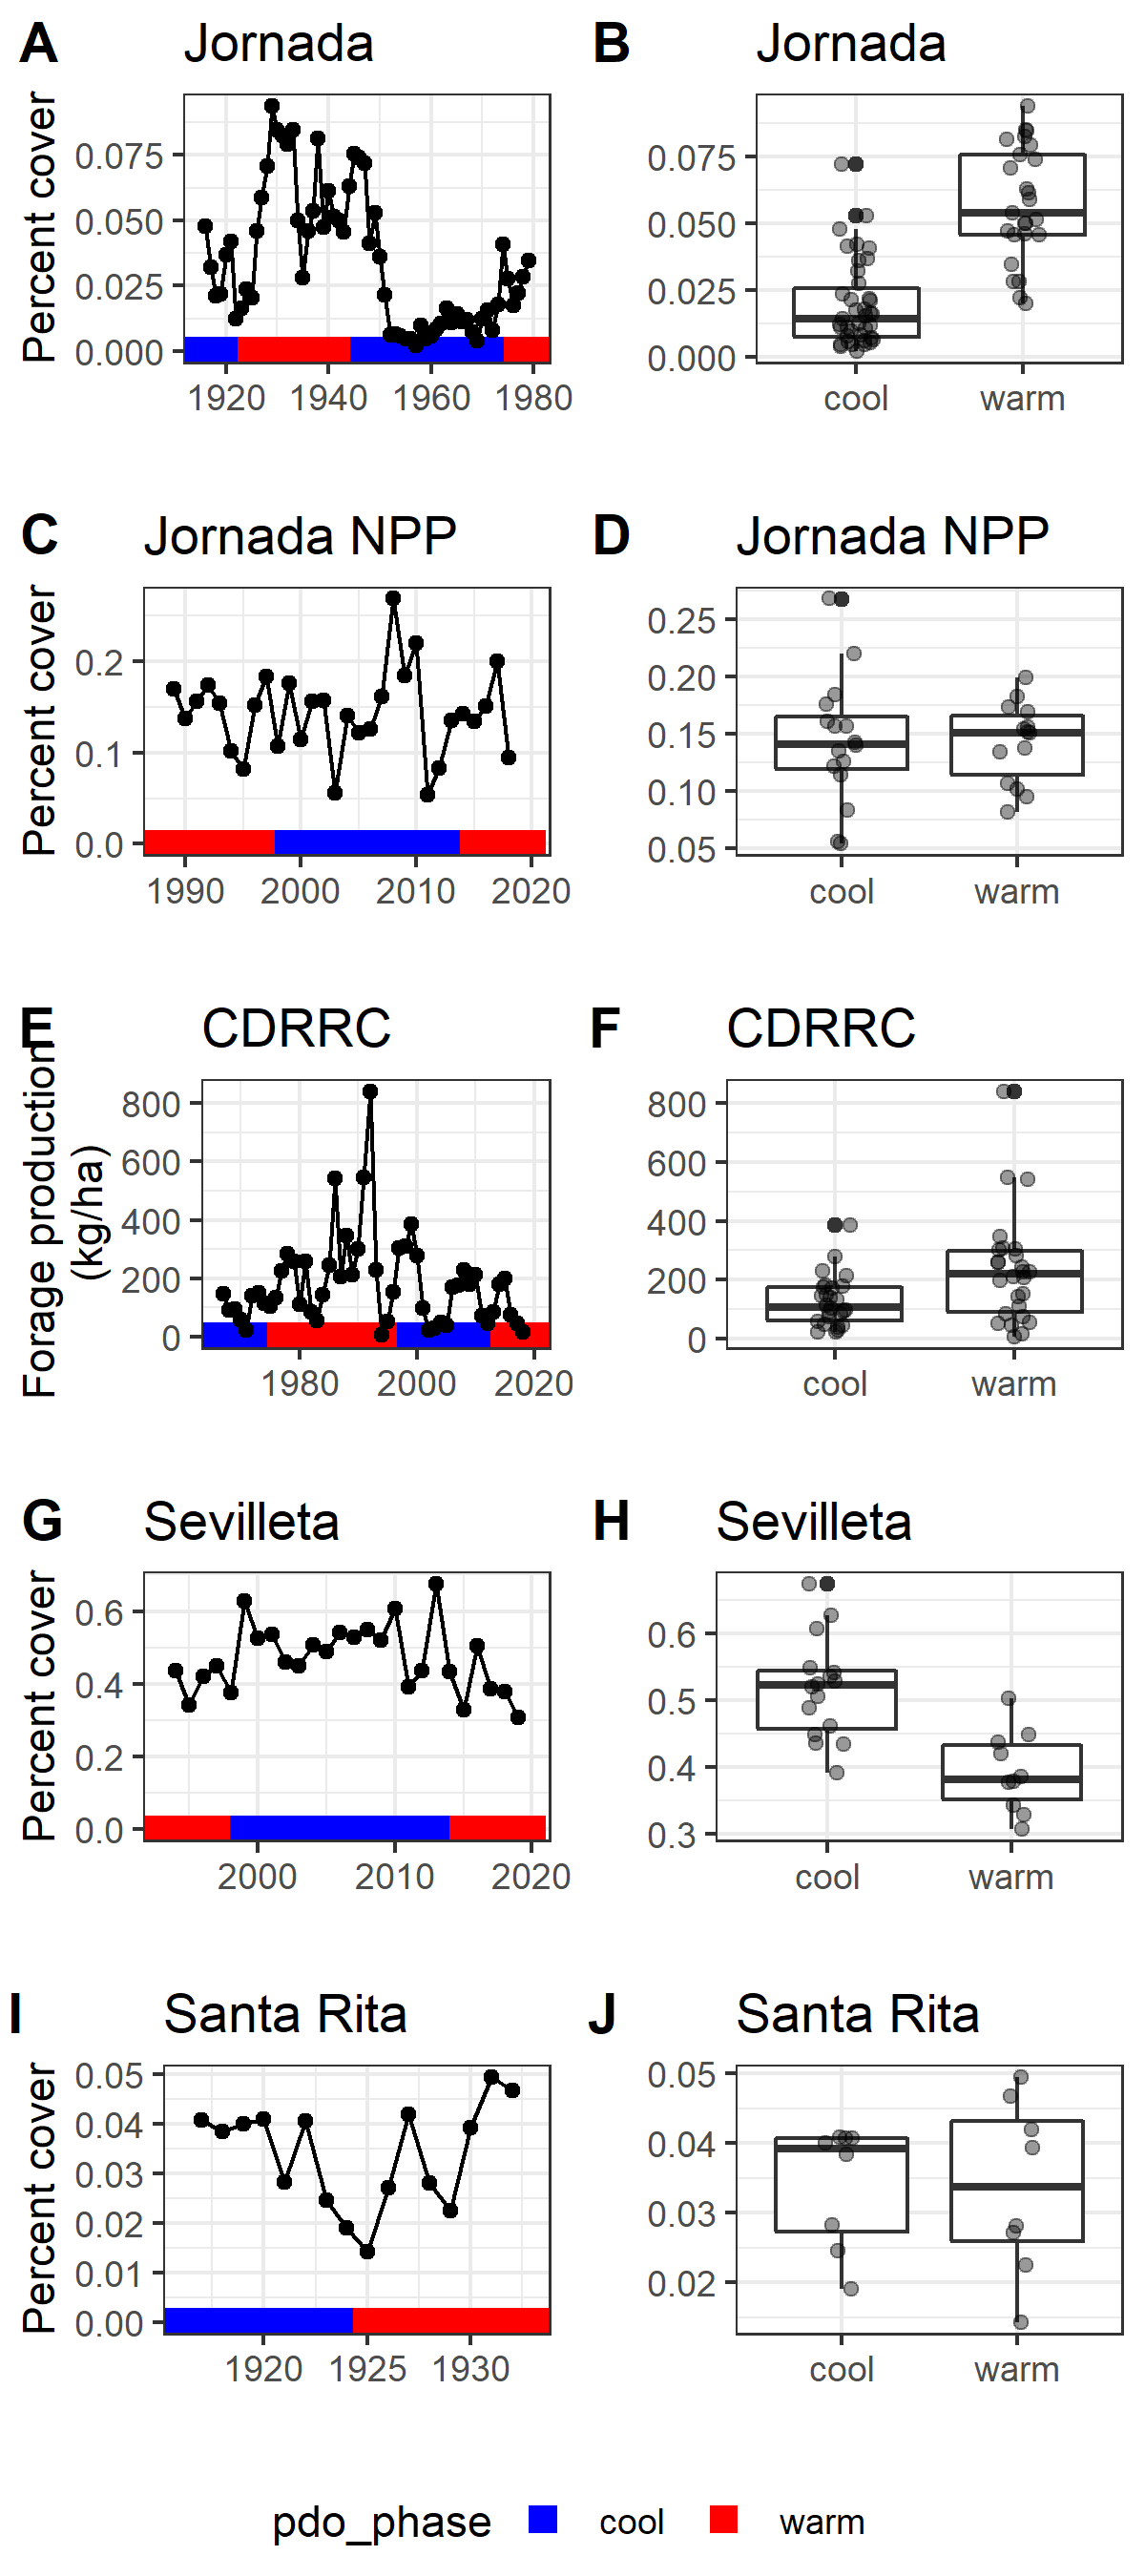 A Jornada
B Jornada
Percent cover
0.075
0.050
0.025
0.000
1920 1940 1960 1980
0.075
0.050
0.025
0.000
cool warm
C Jornada NPP
D Jornada NPP
Percent cover
0.2
0.1
0.0
1990 2000 2010 2020
0.25
0.20
0.15
0.10
0.05
cool warm
E CDRRC
F CDRRC
Forage production
(kg/ha)
800
600
400
200
0
1980 2000 2020
800
600
400
200
0
cool warm
G Sevilleta
H Sevilleta
Percent cover
0.6
0.4
0.2
0.0
2000 2010 2020
0.6
0.5
0.4
0.3
cool warm
I Santa Rita
J Santa Rita
Percent cover
0.05
0.04
0.03
0.02
0.01
0.00
1920 1925 1930
0.05
0.04
0.03
0.02
cool warm
pdo_phase cool warm